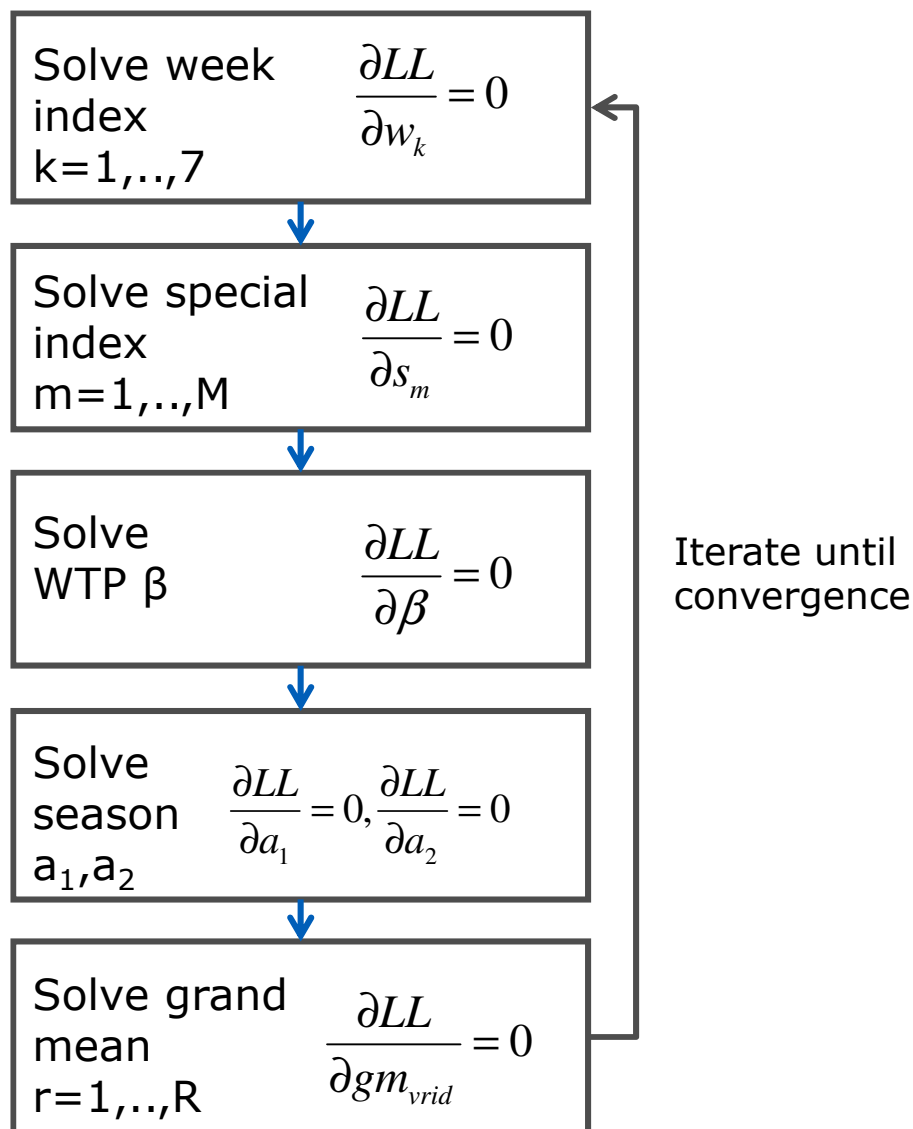 Solve week
index
k=1,..,7
∂LL/∂w_k = 0
Solve special
index
m=1,..,M
∂LL/∂s_m = 0
Solve
WTP β
∂LL/∂β = 0
Solve
season
a₁,a₂
∂LL/∂a₁ = 0, ∂LL/∂a₂ = 0
Solve grand
mean
r=1,..,R
∂LL/∂gm_vrid = 0
Iterate until
convergence